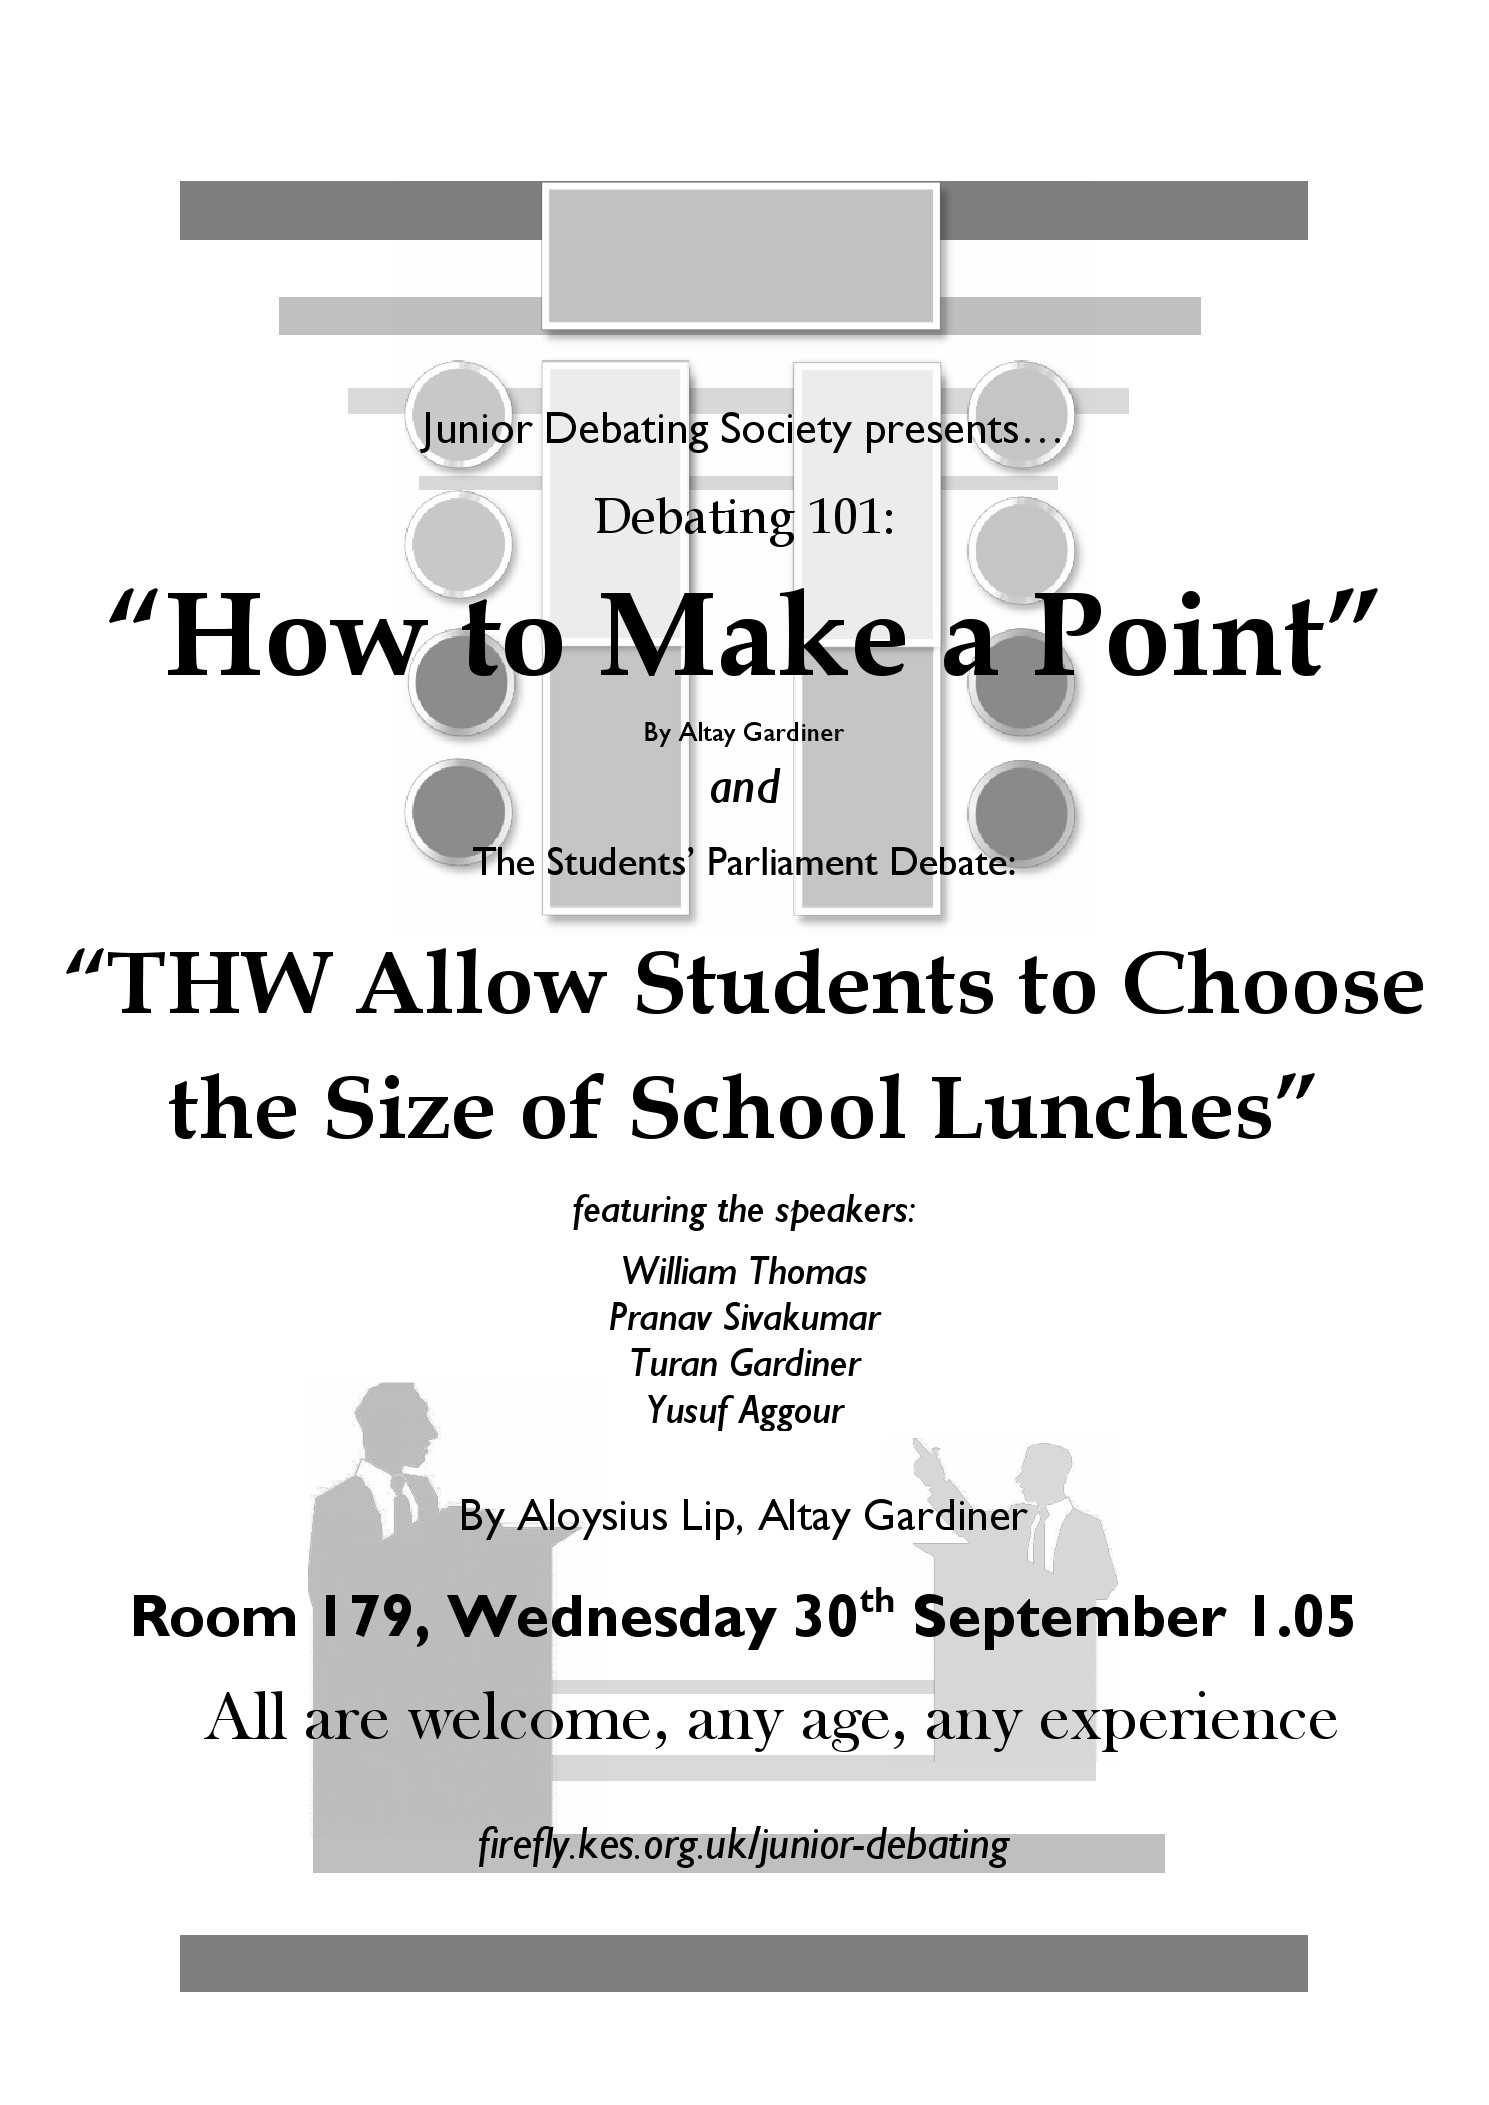 Junior Debating Society presents…
Debating 101:
“How to Make a Point”
By Altay Gardiner
and
The Students’ Parliament Debate:
“THW Allow Students to Choose
the Size of School Lunches”
featuring the speakers:
William Thomas
Pranav Sivakumar
Turan Gardiner
Yusuf Aggour
By Aloysius Lip, Altay Gardiner
Room 179, Wednesday 30th September 1.05
All are welcome, any age, any experience
firefly.kes.org.uk/junior-debating